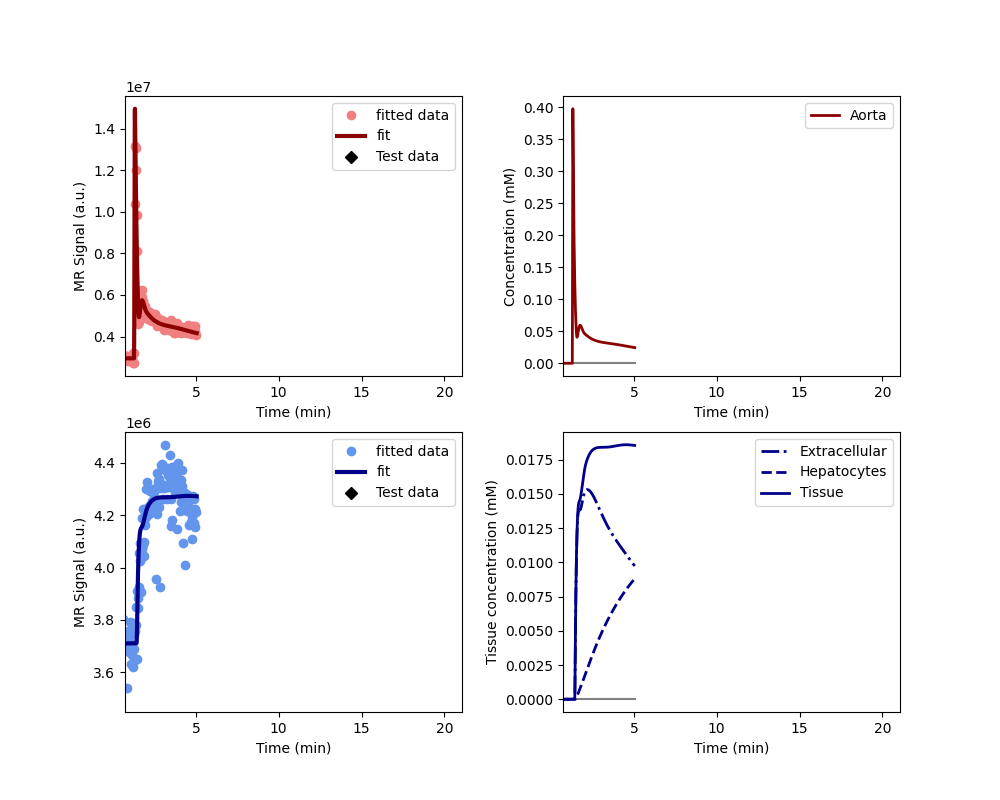 1e7
1.4
1.2
1.0
0.8
0.6
0.4
MR Signal (a.u.)
5
10
15
20
Time (min)
fitted data
fit
Test data
0.40
0.35
0.30
0.25
0.20
0.15
0.10
0.05
0.00
Concentration (mM)
5
10
15
20
Time (min)
Aorta
1e6
4.4
4.2
4.0
3.8
3.6
MR Signal (a.u.)
5
10
15
20
Time (min)
fitted data
fit
Test data
0.0175
0.0150
0.0125
0.0100
0.0075
0.0050
0.0025
0.0000
Tissue concentration (mM)
5
10
15
20
Time (min)
Extracellular
Hepatocytes
Tissue